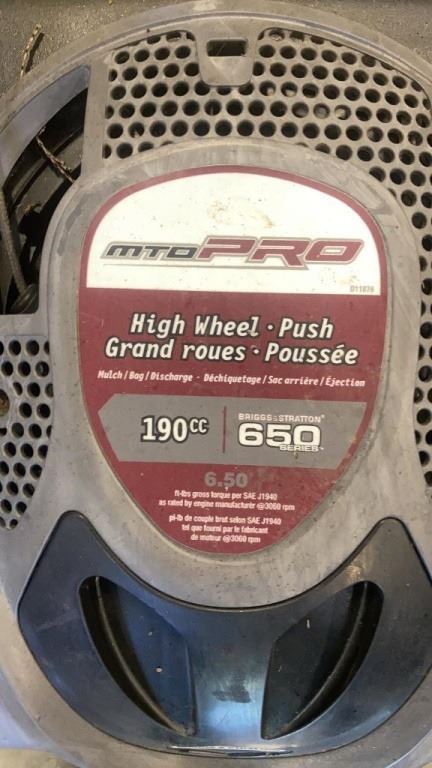 MTD PRO
D11876
High Wheel · Push
Grand roues · Poussée
Mulch / Bag / Discharge · Déchiquetage / Sac arrière / Éjection
190cc
BRIGGS & STRATTON
650
SERIES™
6.50
ft-lbs gross torque per SAE J1940
as rated by engine manufacturer @3060 rpm
pi-lb de couple brut selon SAE J1940
tel que fourni par le fabricant
de moteur @3060 rpm